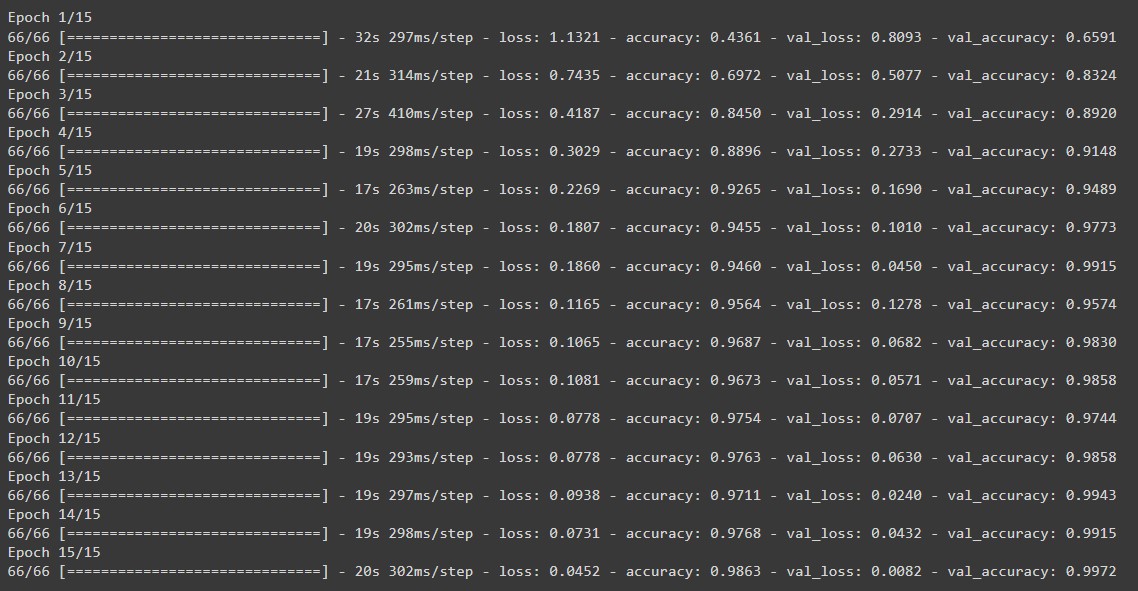 Epoch 1/15
66/66 [==============================] - 32s 297ms/step - loss: 1.1321 - accuracy: 0.4361 - val_loss: 0.8093 - val_accuracy: 0.6591
Epoch 2/15
66/66 [==============================] - 21s 314ms/step - loss: 0.7435 - accuracy: 0.6972 - val_loss: 0.5077 - val_accuracy: 0.8324
Epoch 3/15
66/66 [==============================] - 27s 410ms/step - loss: 0.4187 - accuracy: 0.8450 - val_loss: 0.2914 - val_accuracy: 0.8920
Epoch 4/15
66/66 [==============================] - 19s 298ms/step - loss: 0.3029 - accuracy: 0.8896 - val_loss: 0.2733 - val_accuracy: 0.9148
Epoch 5/15
66/66 [==============================] - 17s 263ms/step - loss: 0.2269 - accuracy: 0.9265 - val_loss: 0.1690 - val_accuracy: 0.9489
Epoch 6/15
66/66 [==============================] - 20s 302ms/step - loss: 0.1807 - accuracy: 0.9455 - val_loss: 0.1010 - val_accuracy: 0.9773
Epoch 7/15
66/66 [==============================] - 19s 295ms/step - loss: 0.1860 - accuracy: 0.9460 - val_loss: 0.0450 - val_accuracy: 0.9915
Epoch 8/15
66/66 [==============================] - 17s 261ms/step - loss: 0.1165 - accuracy: 0.9564 - val_loss: 0.1278 - val_accuracy: 0.9574
Epoch 9/15
66/66 [==============================] - 17s 255ms/step - loss: 0.1065 - accuracy: 0.9687 - val_loss: 0.0682 - val_accuracy: 0.9830
Epoch 10/15
66/66 [==============================] - 17s 259ms/step - loss: 0.1081 - accuracy: 0.9673 - val_loss: 0.0571 - val_accuracy: 0.9858
Epoch 11/15
66/66 [==============================] - 19s 295ms/step - loss: 0.0778 - accuracy: 0.9754 - val_loss: 0.0707 - val_accuracy: 0.9744
Epoch 12/15
66/66 [==============================] - 19s 293ms/step - loss: 0.0778 - accuracy: 0.9763 - val_loss: 0.0630 - val_accuracy: 0.9858
Epoch 13/15
66/66 [==============================] - 19s 297ms/step - loss: 0.0938 - accuracy: 0.9711 - val_loss: 0.0240 - val_accuracy: 0.9943
Epoch 14/15
66/66 [==============================] - 19s 298ms/step - loss: 0.0731 - accuracy: 0.9768 - val_loss: 0.0432 - val_accuracy: 0.9915
Epoch 15/15
66/66 [==============================] - 20s 302ms/step - loss: 0.0452 - accuracy: 0.9863 - val_loss: 0.0082 - val_accuracy: 0.9972